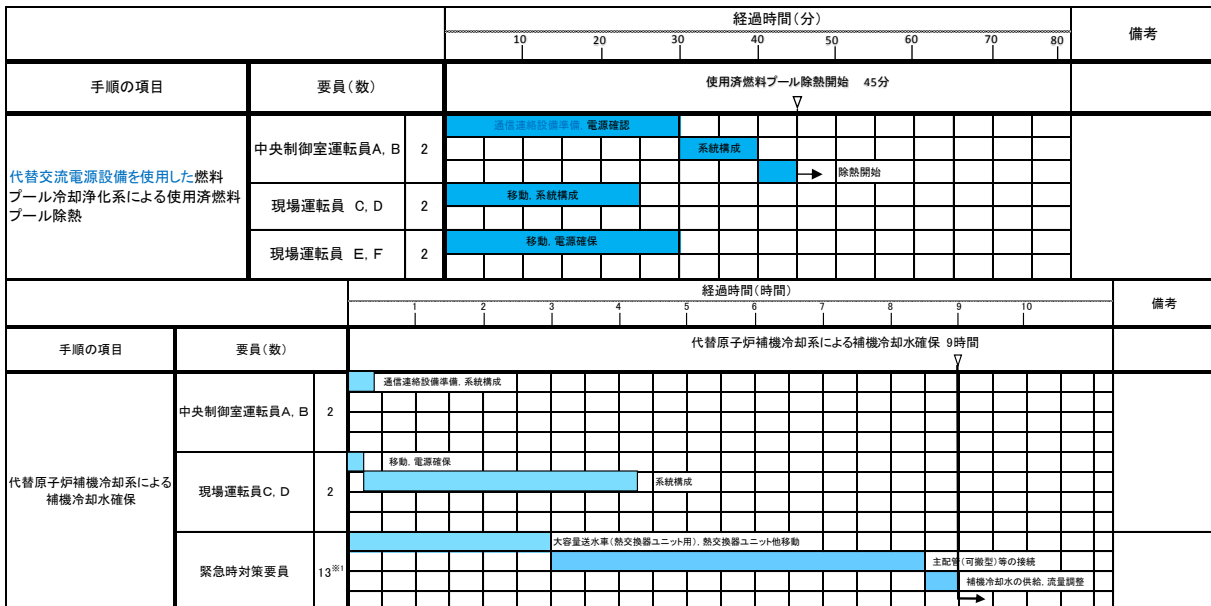 経過時間(分)
備考
10 20 30 40 50 60 70 80
手順の項目
要員(数)
使用済燃料プール除熱開始 45分
代替交流電源設備を使用した燃料
プール冷却浄化系による使用済燃料
プール除熱
中央制御室運転員A, B 2
通信連絡設備準備, 電源確認
系統構成
除熱開始
現場運転員 C, D 2
移動, 系統構成
現場運転員 E, F 2
移動, 電源確保
経過時間(時間)
備考
1 2 3 4 5 6 7 8 9 10
手順の項目
要員(数)
代替原子炉補機冷却系による補機冷却水確保 9時間
代替原子炉補機冷却系による
補機冷却水確保
中央制御室運転員A, B 2
通信連絡設備準備, 系統構成
現場運転員C, D 2
移動, 電源確保
系統構成
緊急時対策要員 13※1
大容量送水車(熱交換器ユニット用), 熱交換器ユニット他移動
主配管(可搬型)等の接続
補機冷却水の供給, 流量調整